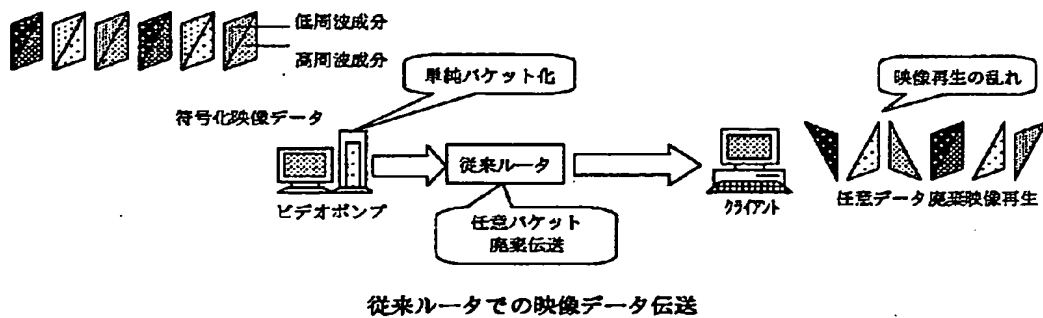 低周波成分
高周波成分
単純パケット化
映像再生の乱れ
符号化映像データ
従来ルータ
ビデオポンプ
クライアント
任意データ廃棄映像再生
任意パケット
廃棄伝送
従来ルータでの映像データ伝送